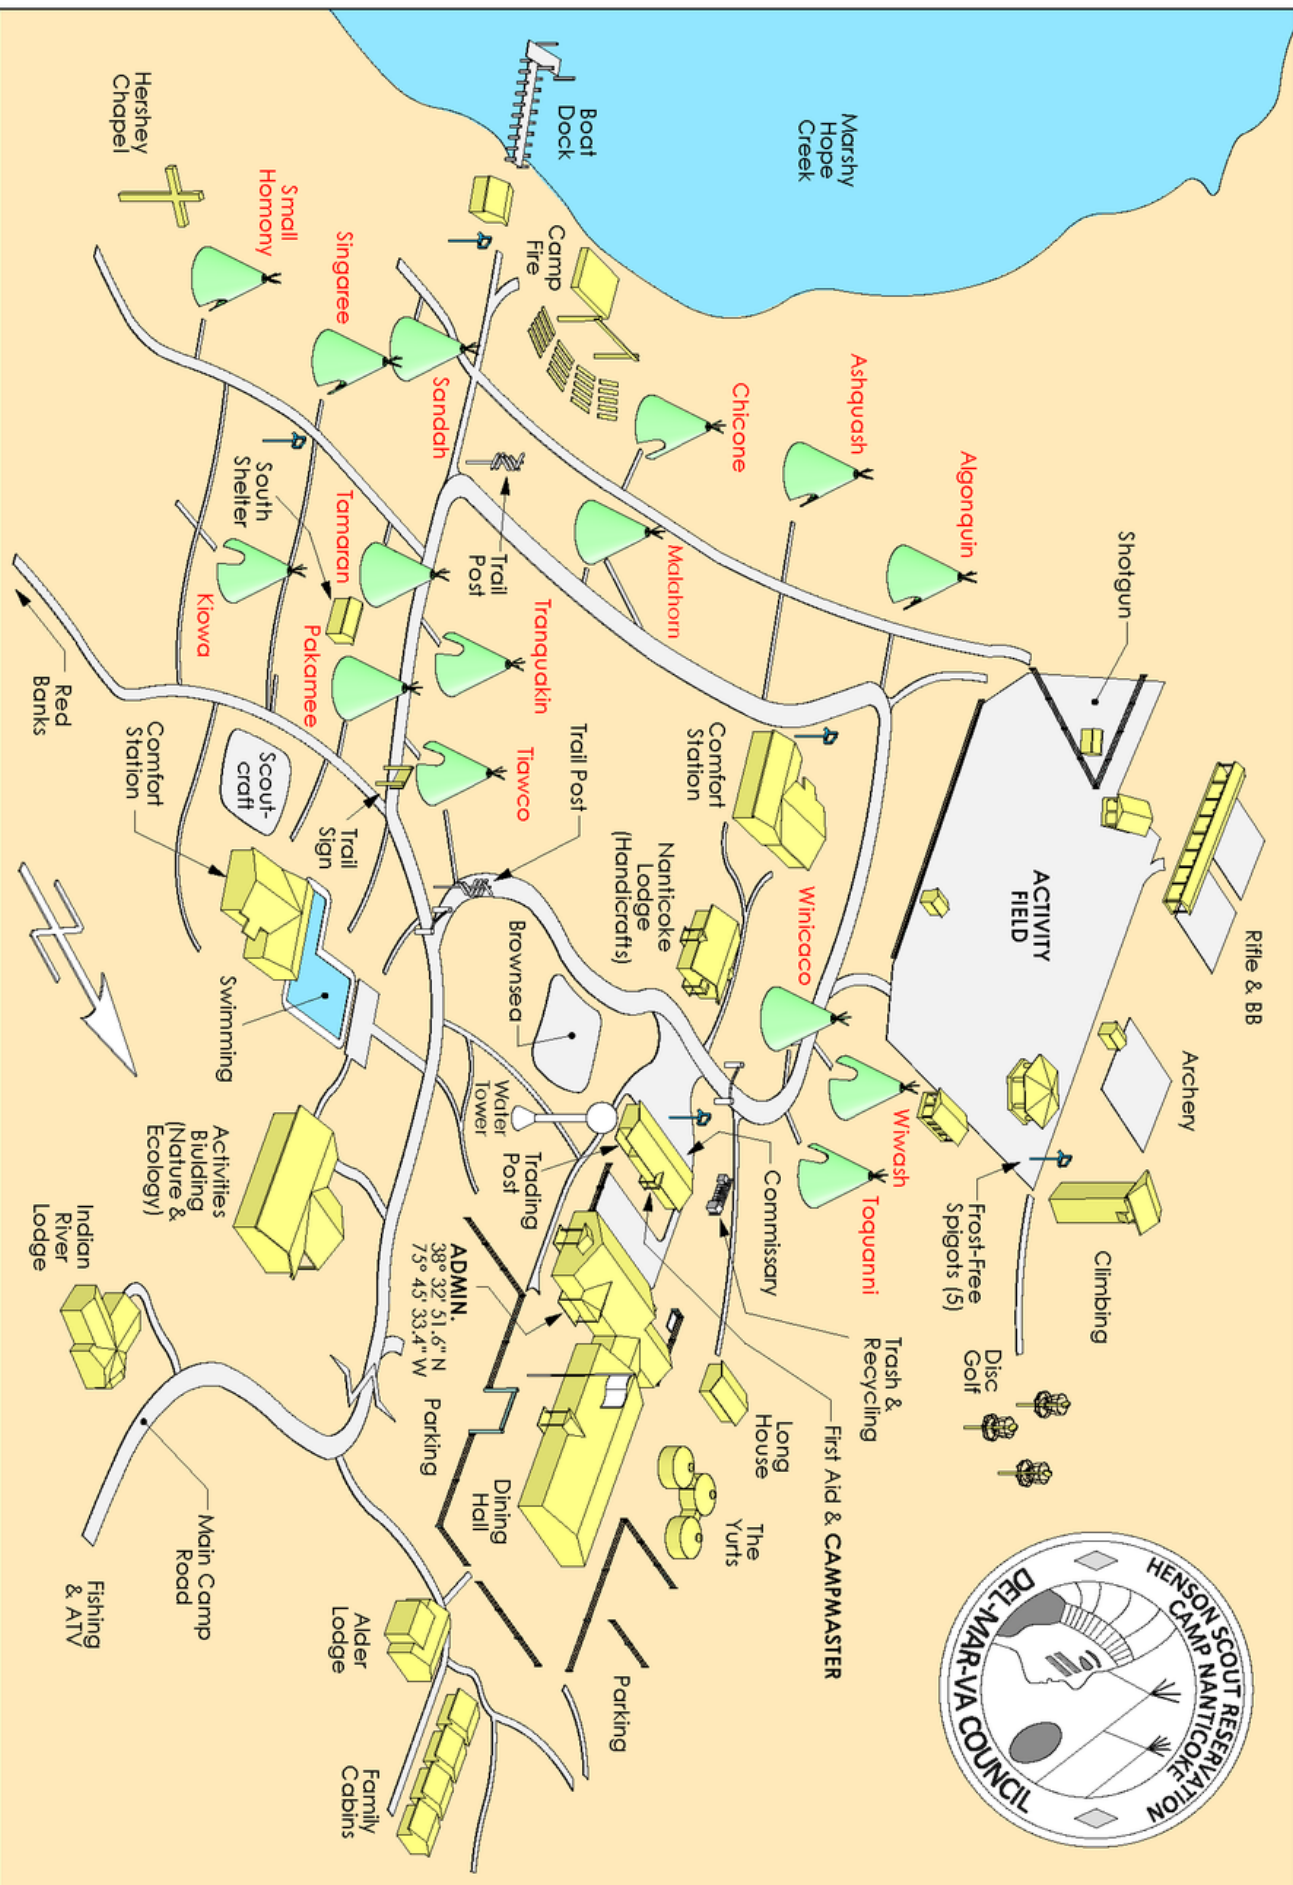 Marshy
Hope
Creek
Boat
Dock
Hershey
Chapel
Small
Homony
Singaree
Sandah
Camp
Fire
Chicone
Ashquash
Algonquin
Shotgun
Malahorn
Trail
Post
South
Shelter
Tamaran
Kiowa
Pakamee
Tranquakin
Tiawco
Red
Banks
Scout-
craft
Comfort
Station
Trail
Sign
Trail Post
Comfort
Station
Nanticoke
Lodge
(Handicrafts)
Winicaco
ACTIVITY
FIELD
Rifle & BB
Archery
Wiwash
Toquanni
Frost-Free
Spigots (5)
Climbing
Disc
Golf
Brownsea
Swimming
Water
Tower
Trading
Post
Commissary
Trash &
Recycling
First Aid & CAMPMASTER
Long
House
The
Yurts
ADMIN.
38° 32' 51.6" N
75° 45' 33.4" W
Activities
Biulding
(Nature &
Ecology)
Indian
River
Lodge
Parking
Dining
Hall
Main Camp
Road
Fishing
& ATV
Alder
Lodge
Parking
Family
Cabins
HENSON SCOUT RESERVATION
CAMP NANTICOKE
DEL-MAR-VA COUNCIL